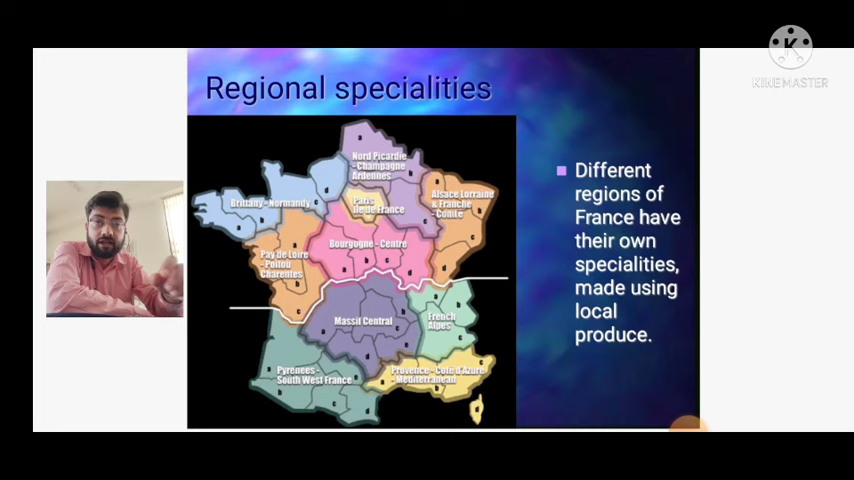 K
KINEMASTER
Regional specialities
a
Nord Picardie
- Champagne
Ardennes
b
c
Brittany - Normandy
a
b
c
d
Paris
Ile de France
Alsace Lorraine
& Franche
- Comte
a
b
c
d
Pay de Loire
- Poitou
Charentes
a
b
c
Bourgogne - Centre
a
b
c
d
Massif Central
a
b
c
d
e
French
Alps
a
b
c
Pyrenees -
South West France
a
b
c
d
e
Provence - Cote d'Azure
- Mediterranean
a
b
c
d
Different
regions of
France have
their own
specialities,
made using
local
produce.